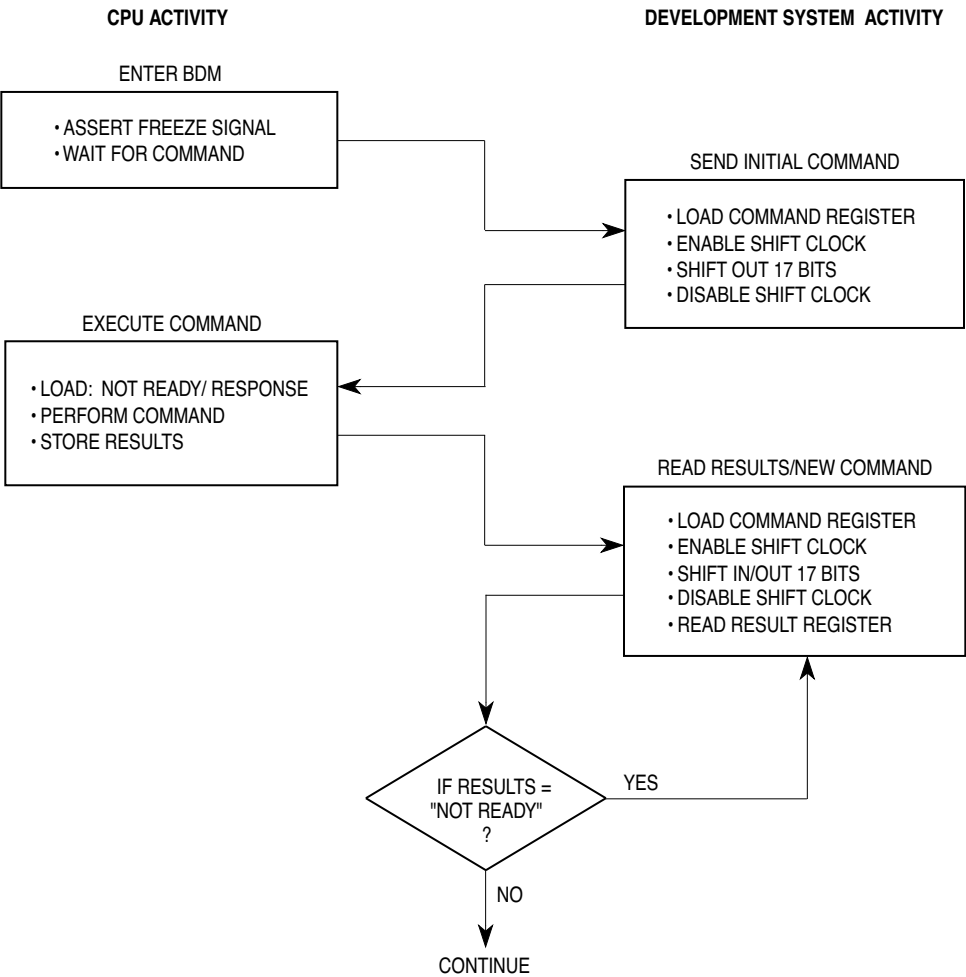 CPU ACTIVITY
DEVELOPMENT SYSTEM ACTIVITY
ENTER BDM
• ASSERT FREEZE SIGNAL
• WAIT FOR COMMAND
SEND INITIAL COMMAND
• LOAD COMMAND REGISTER
• ENABLE SHIFT CLOCK
• SHIFT OUT 17 BITS
• DISABLE SHIFT CLOCK
EXECUTE COMMAND
• LOAD: NOT READY/ RESPONSE
• PERFORM COMMAND
• STORE RESULTS
READ RESULTS/NEW COMMAND
• LOAD COMMAND REGISTER
• ENABLE SHIFT CLOCK
• SHIFT IN/OUT 17 BITS
• DISABLE SHIFT CLOCK
• READ RESULT REGISTER
IF RESULTS =
"NOT READY"
?
YES
NO
CONTINUE